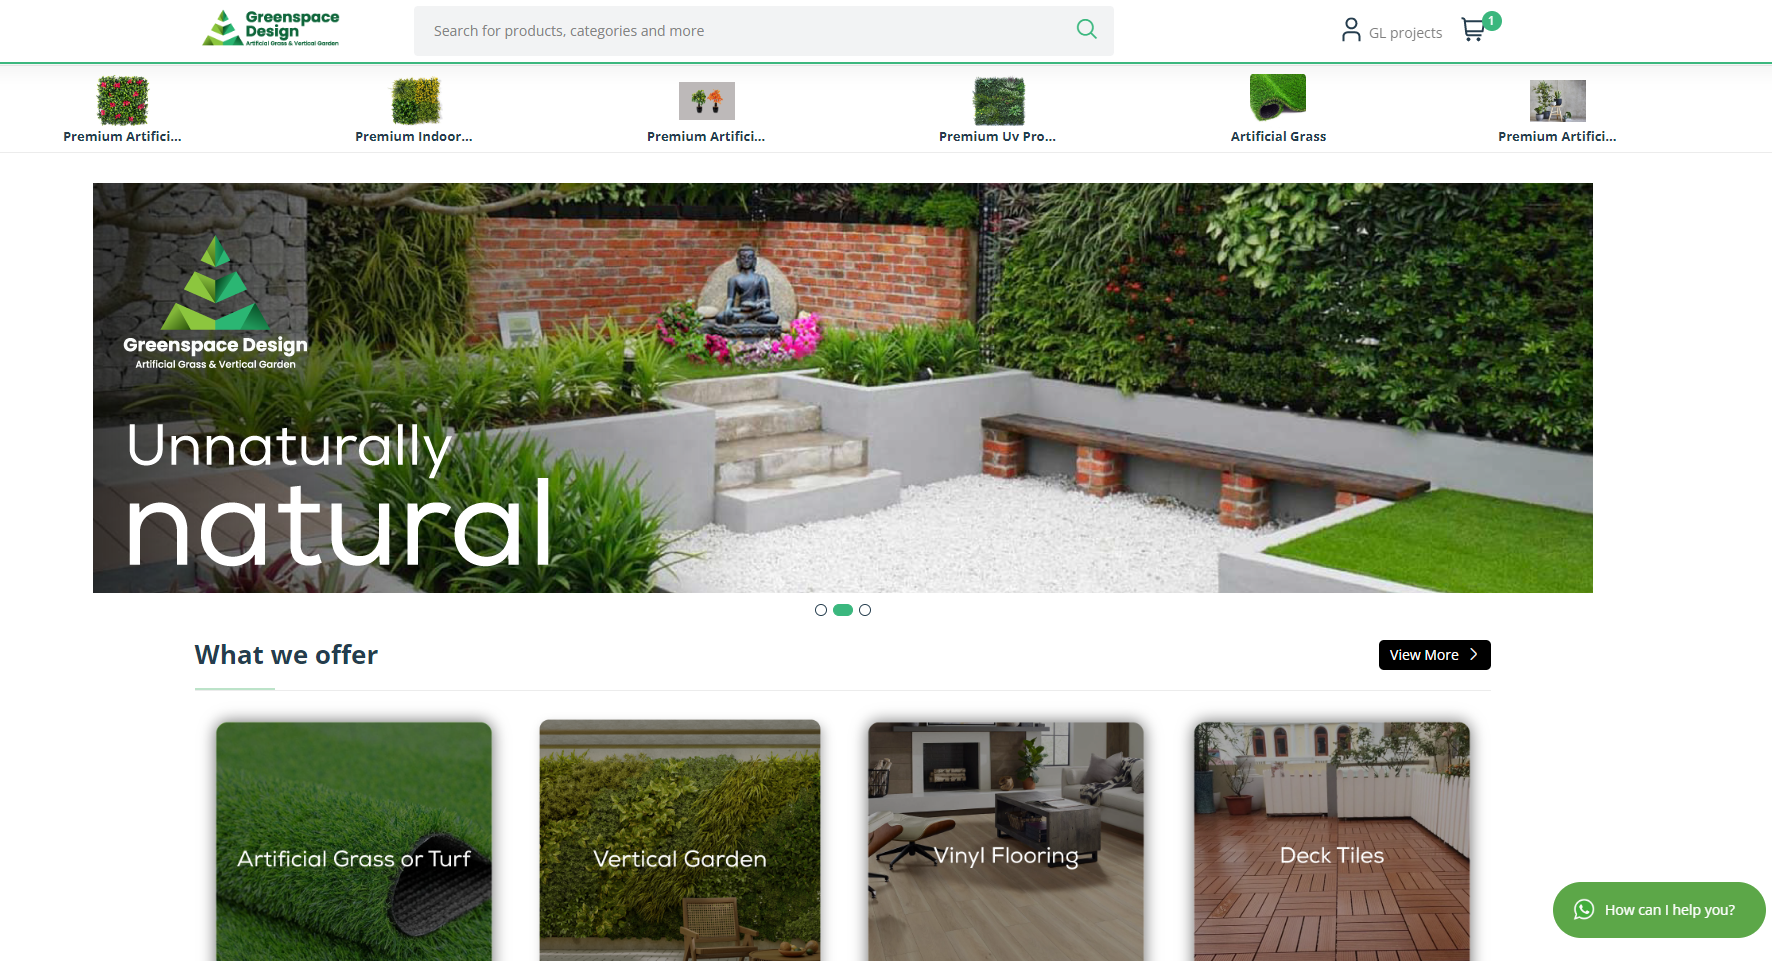 Greenspace
Design
Artificial Grass & Vertical Garden
Search for products, categories and more
GL projects
1
Premium Artifici...
Premium Indoor...
Premium Artifici...
Premium Uv Pro...
Artificial Grass
Premium Artifici...
Greenspace Design
Artificial Grass & Vertical Garden
Unnaturally
natural
What we offer
View More
Artificial Grass or Turf
Vertical Garden
Vinyl Flooring
Deck Tiles
How can I help you?